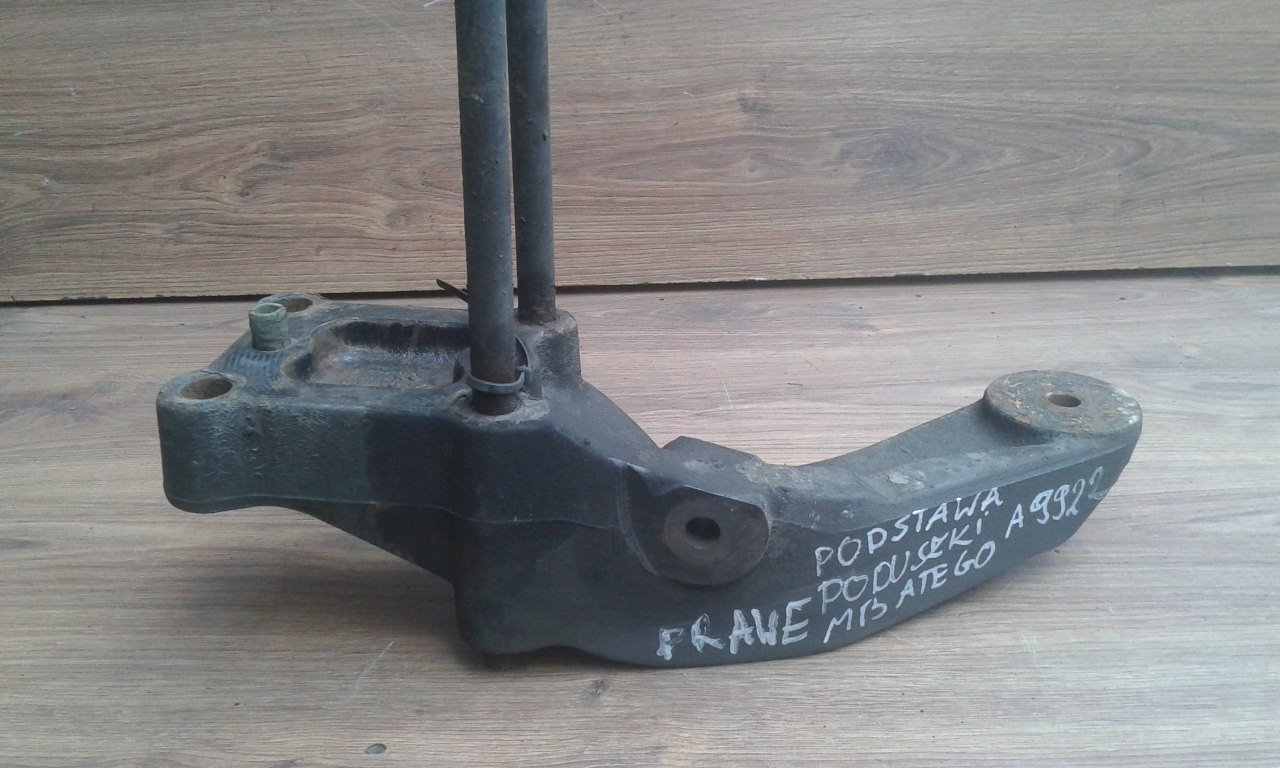 PODSTAWA
PODUSZKI A9922
PRAWE MB ATEGO